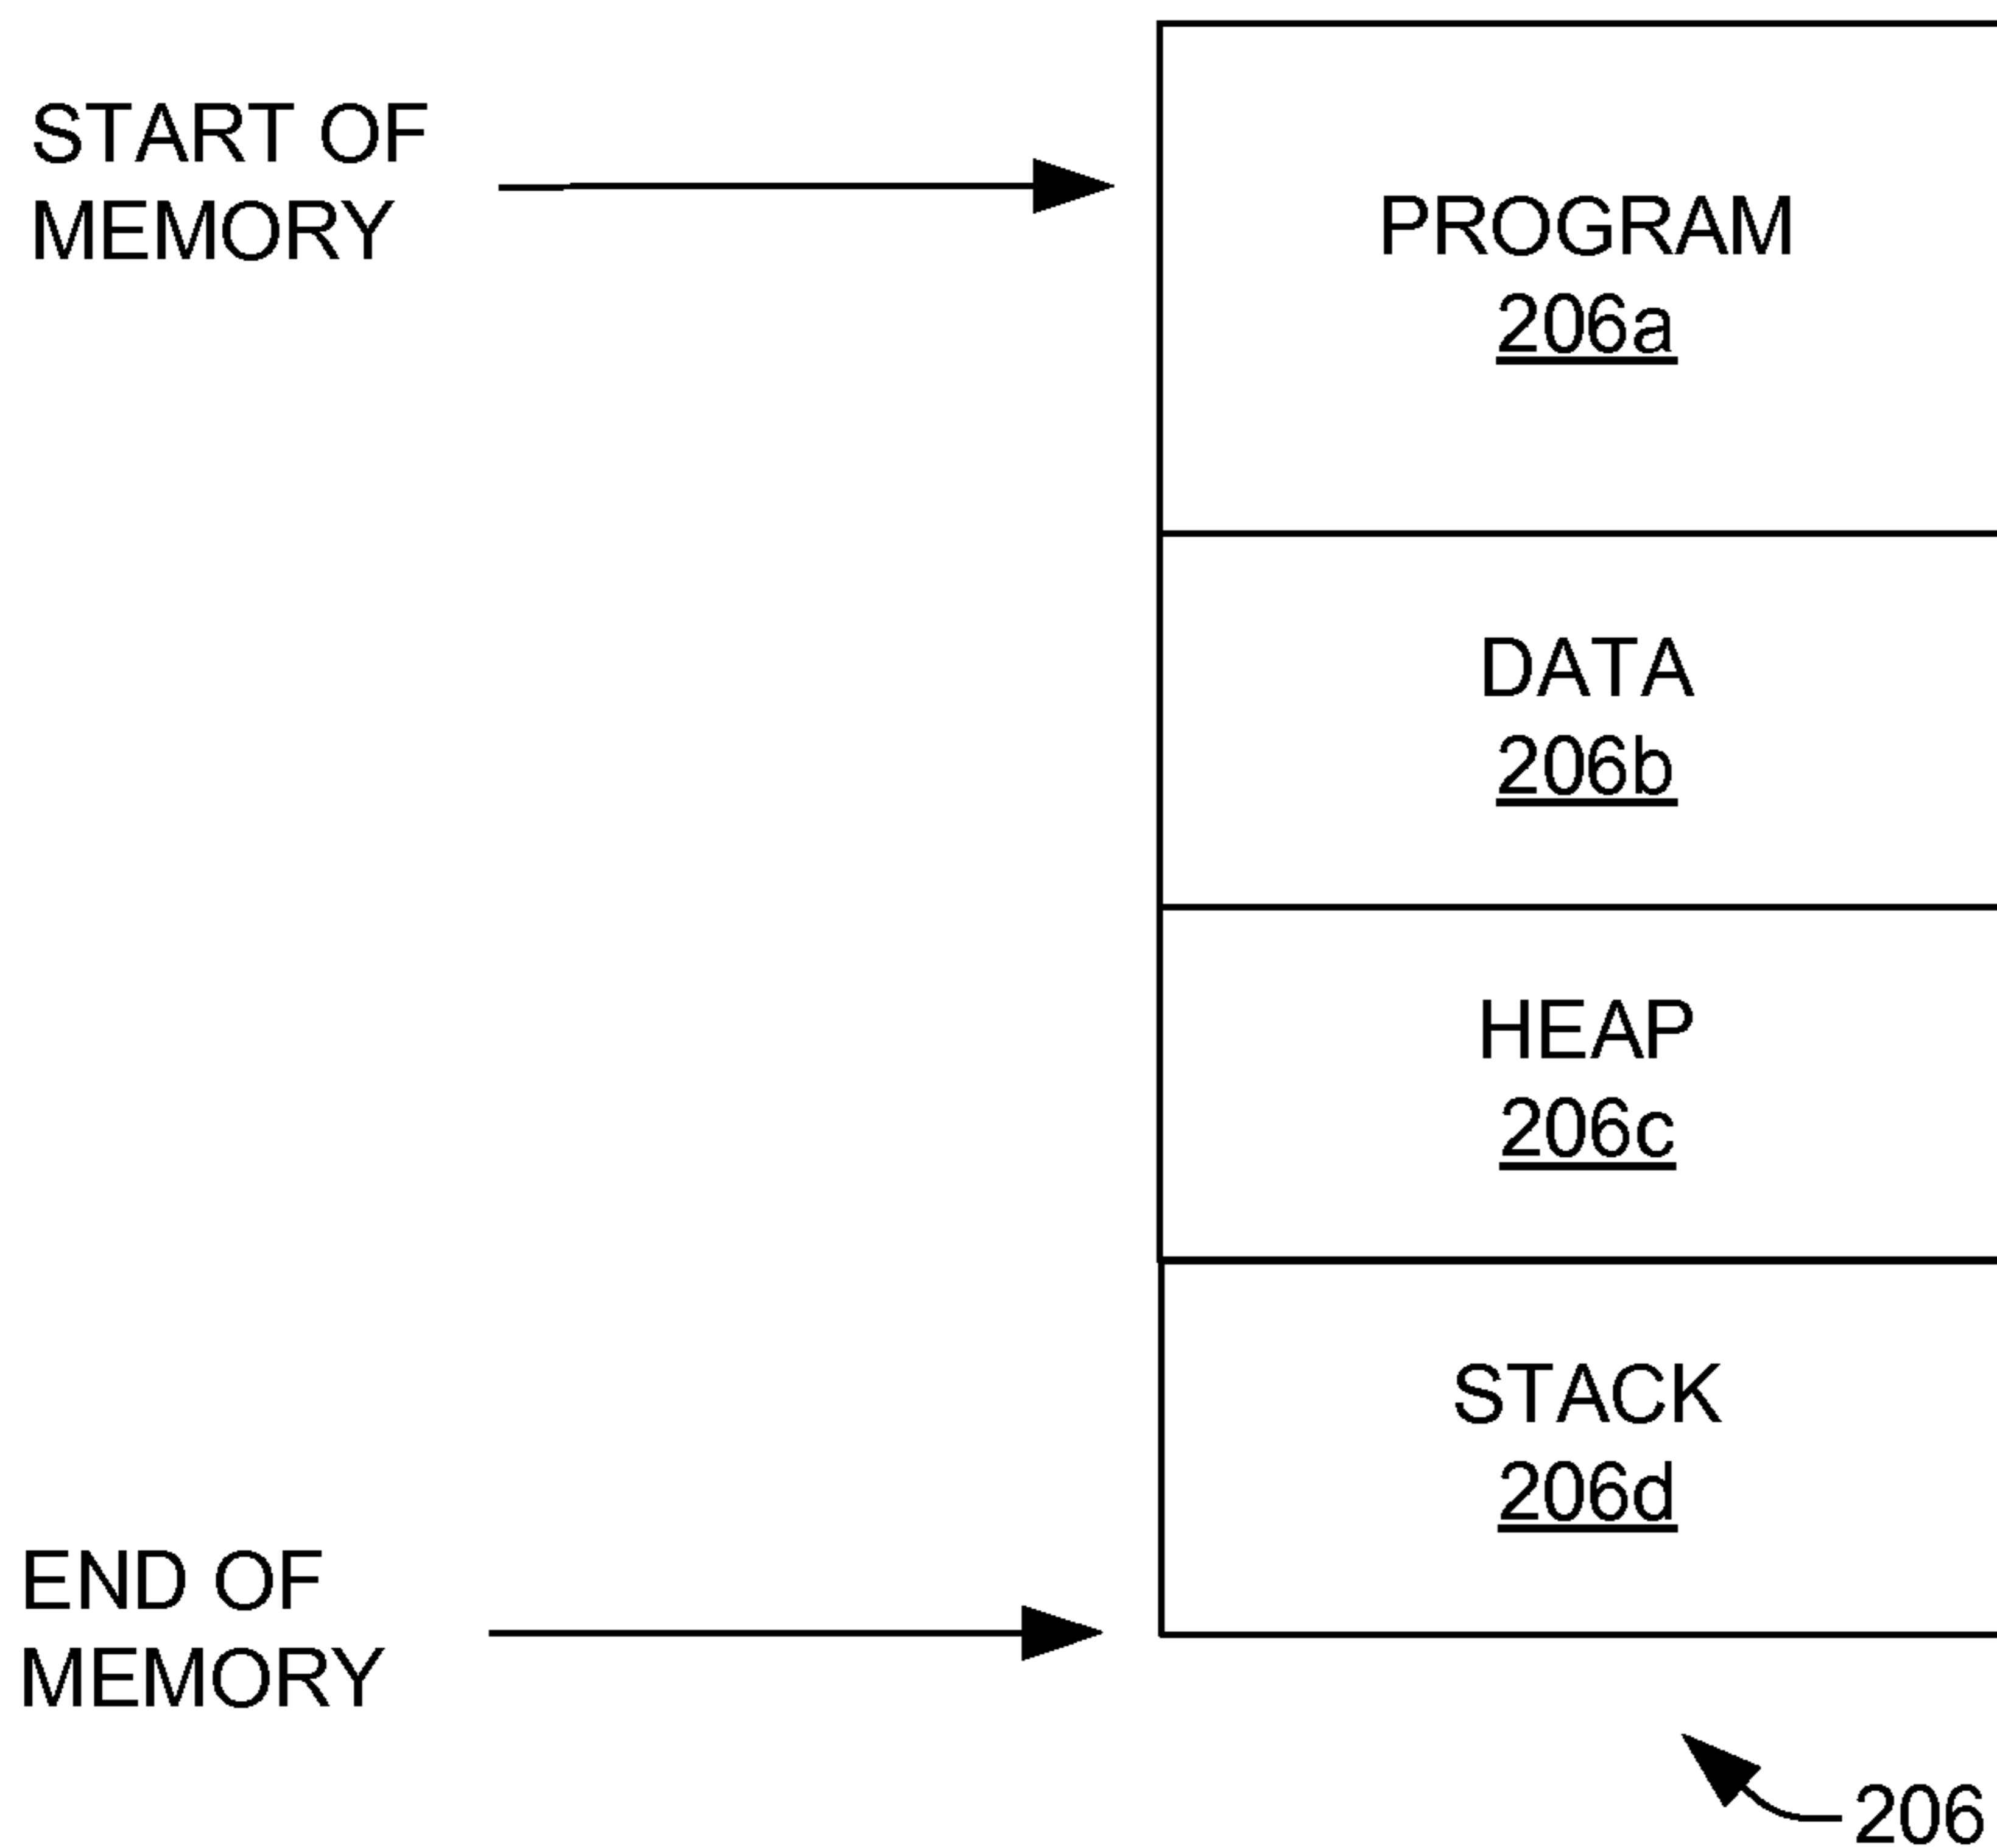 START OF
MEMORY
PROGRAM
206a
DATA
206b
HEAP
206c
STACK
206d
END OF
MEMORY
206